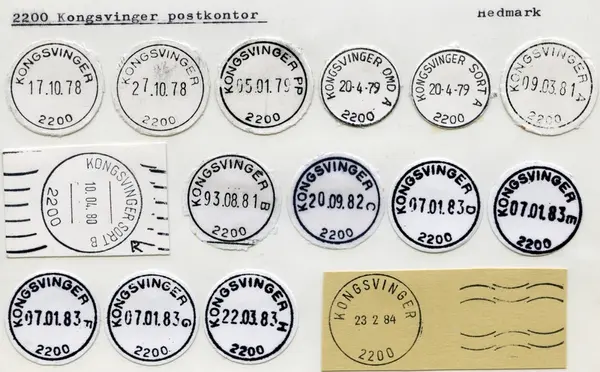 2200 Kongsvinger postkontor
Hedmark
KONGSVINGER
17.10.78
2200
KONGSVINGER
27.10.78
2200
KONGSVINGER PP
05.01.79
2200
KONGSVINGER OMD A
20-4-79
2200
KONGSVINGER SORT A
20-4-79
2200
KONGSVINGER A
09.03.81
2200
KONGSVINGER SORT B
10.01.80
2200
KONGSVINGER B
93.08.81
2200
KONGSVINGER C
20.09.82
2200
KONGSVINGER D
07.01.83
2200
KONGSVINGER E
07.01.83
2200
KONGSVINGER F
07.01.83
2200
KONGSVINGER G
07.01.83
2200
KONGSVINGER H
22.03.83
2200
KONGSVINGER
23 2 84
2200